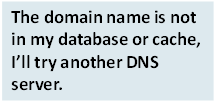 The domain name is not
in my database or cache,
I'll try another DNS
server.